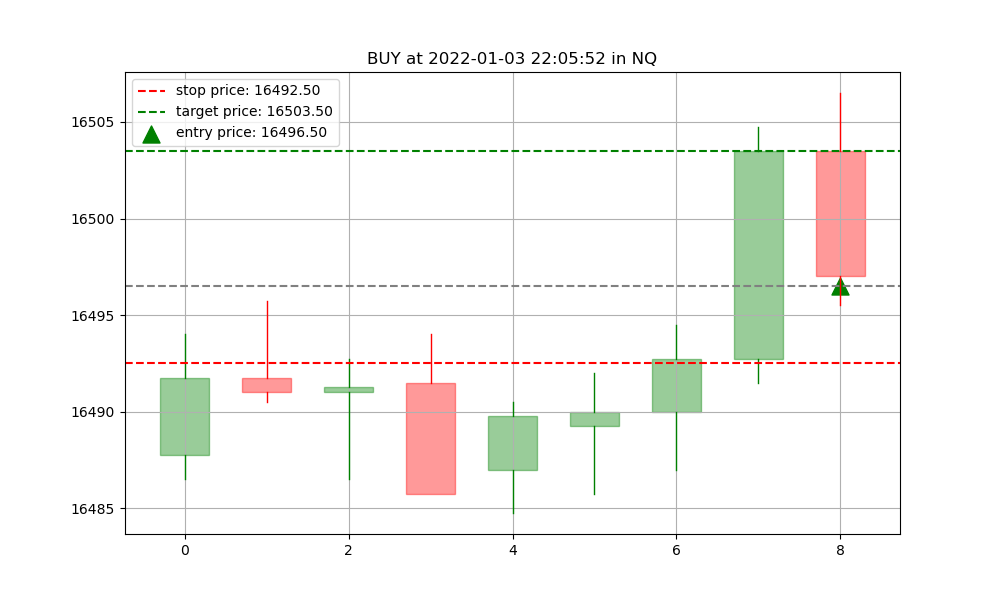 BUY at 2022-01-03 22:05:52 in NQ
stop price: 16492.50
target price: 16503.50
entry price: 16496.50
16505
16500
16495
16490
16485
0 2 4 6 8